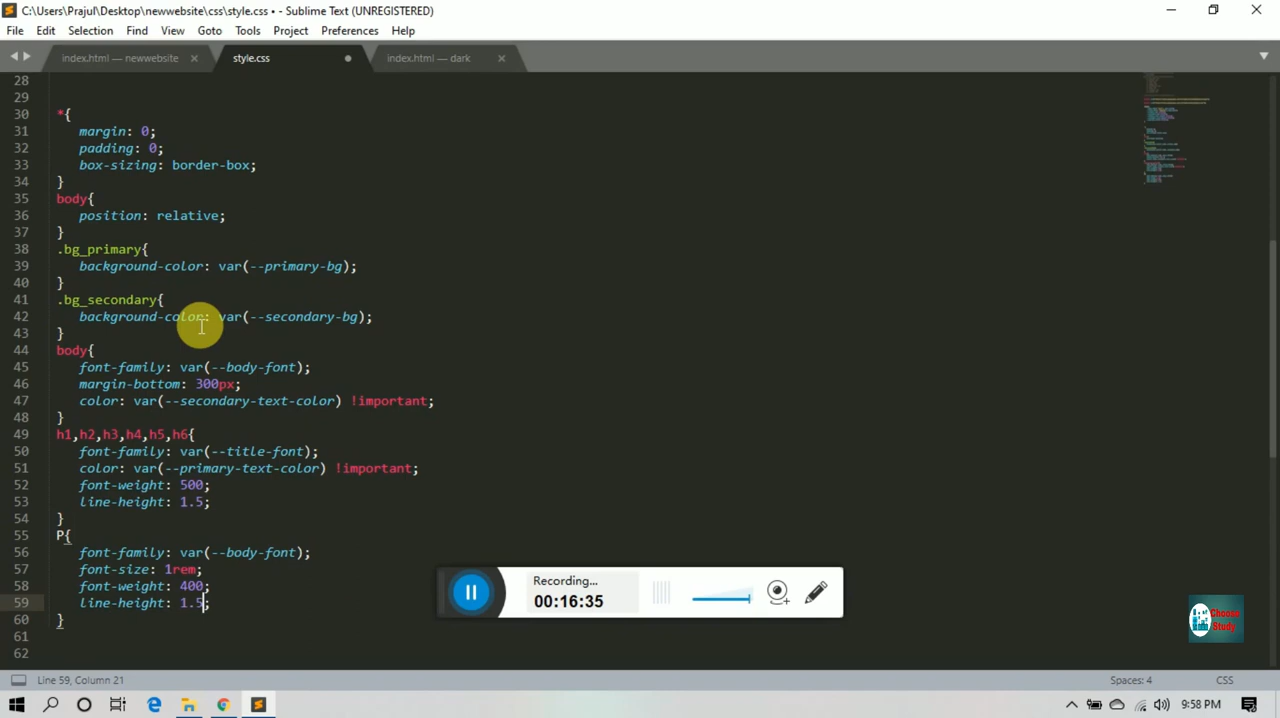 C:\Users\Prajul\Desktop\newwebsite\css\style.css • - Sublime Text (UNREGISTERED)
File Edit Selection Find View Goto Tools Project Preferences Help
index.html — newwebsite style.css index.html — dark
28
29
30 *{
31 margin: 0;
32 padding: 0;
33 box-sizing: border-box;
34 }
35 body{
36 position: relative;
37 }
38 .bg_primary{
39 background-color: var(--primary-bg);
40 }
41 .bg_secondary{
42 background-color: var(--secondary-bg);
43 }
44 body{
45 font-family: var(--body-font);
46 margin-bottom: 300px;
47 color: var(--secondary-text-color) !important;
48 }
49 h1,h2,h3,h4,h5,h6{
50 font-family: var(--title-font);
51 color: var(--primary-text-color) !important;
52 font-weight: 500;
53 line-height: 1.5;
54 }
55 P{
56 font-family: var(--body-font);
57 font-size: 1rem;
58 font-weight: 400;
59 line-height: 1.5;
60 }
61
62
Recording...
00:16:35
Choose
Study
Line 59, Column 21 Spaces: 4 CSS
9:58 PM